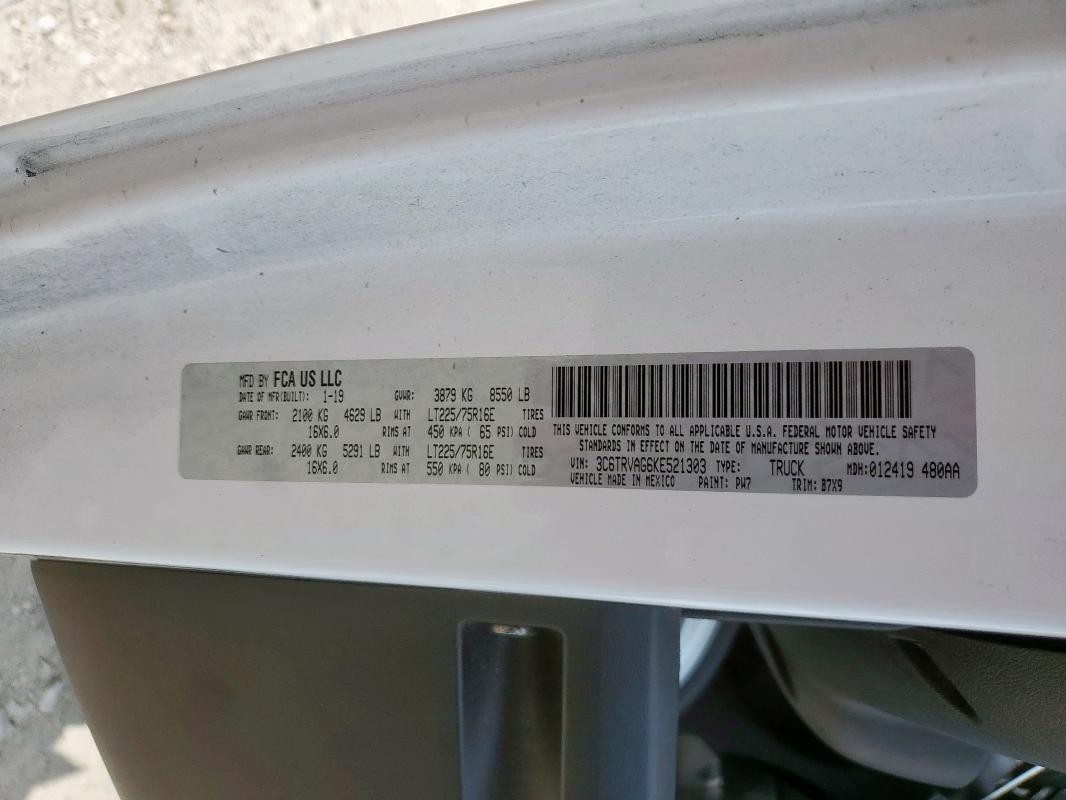 MFD BY FCA US LLC
DATE OF MFR(BUILT): 1-19 GVWR: 3879 KG 8550 LB
GAWR FRONT: 2100 KG 4629 LB WITH LT225/75R16E TIRES
16X6.0 RIMS AT 450 KPA ( 65 PSI) COLD
GAWR REAR: 2400 KG 5291 LB WITH LT225/75R16E TIRES
16X6.0 RIMS AT 550 KPA ( 80 PSI) COLD
THIS VEHICLE CONFORMS TO ALL APPLICABLE U.S.A. FEDERAL MOTOR VEHICLE SAFETY
STANDARDS IN EFFECT ON THE DATE OF MANUFACTURE SHOWN ABOVE.
VIN: 3C6TRVAG6KE521303 TYPE: TRUCK MDH:012419 480AA
VEHICLE MADE IN MEXICO PAINT: PW7 TRIM: B7X9